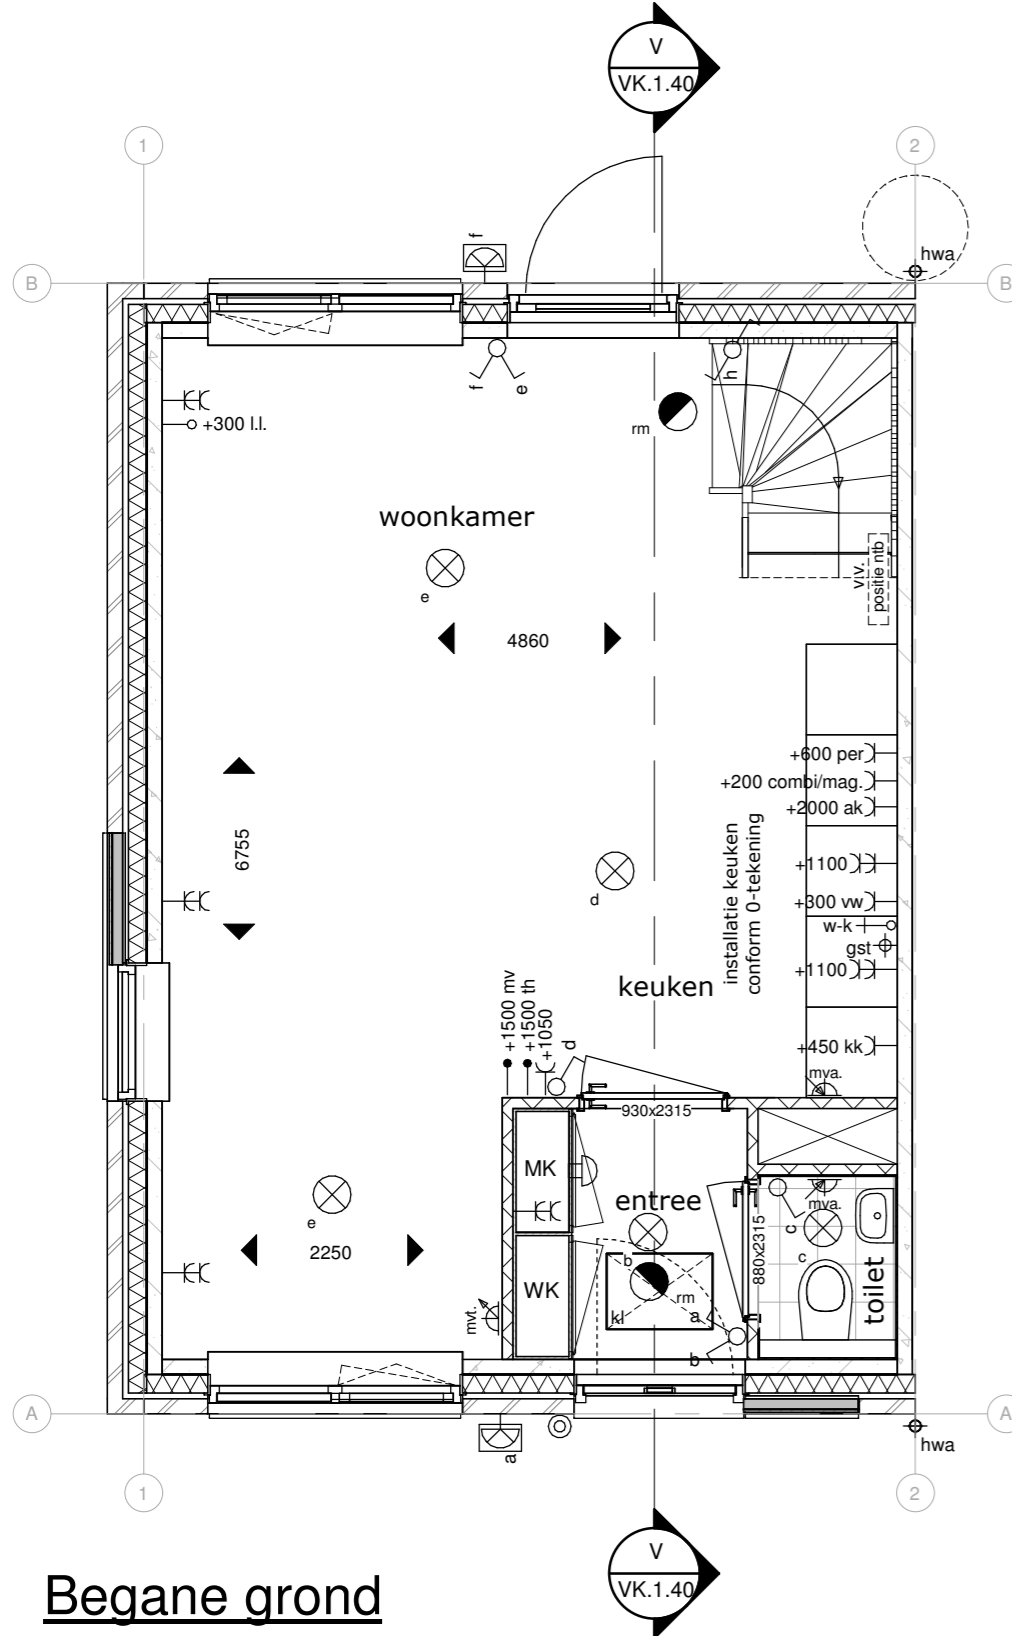 V
VK.1.40
1
2
f
hwa
B
B
f
e
h
+300 l.l.
rm
woonkamer
e
v.v.
positie ntb
4860
+600 per
+200 combi/mag.
+2000 ak
6755
installatie keuken
conform 0-tekening
+1100
d
+300 vw
w-k
gst
+1100
keuken
+1500 mv
+1500 th
+1050
d
+450 kk
mva.
930x2315
MK
entree
mva.
c
e
880x2315
c
2250
b
toilet
WK
rm
kl
a
mvt.
b
A
A
a
hwa
1
2
V
VK.1.40
Begane grond